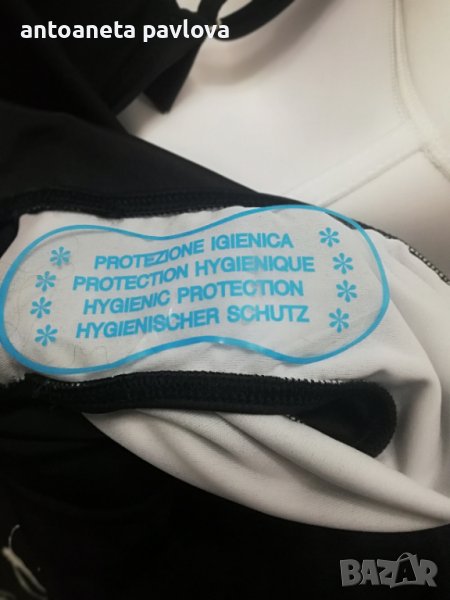 antoaneta pavlova
PROTEZIONE IGIENICA
PROTECTION HYGIENIQUE
HYGIENIC PROTECTION
HYGIENISCHER SCHUTZ
BAZAR